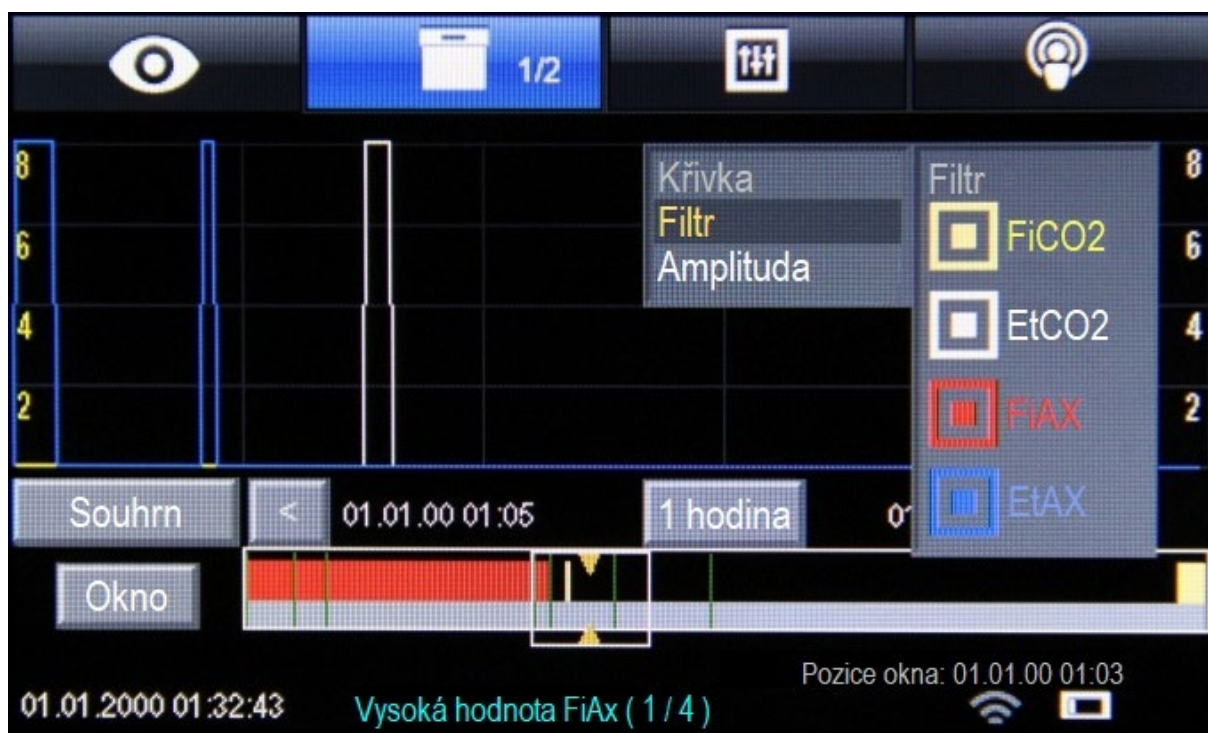 1/2
8
6
4
2
Křivka
Filtr
Amplituda
Filtr
FiCO2
EtCO2
FiAX
EtAX
8
6
4
2
Souhrn
<
01.01.00 01:05
1 hodina
Okno
Pozice okna: 01.01.00 01:03
01.01.2000 01:32:43
Vysoká hodnota FiAx ( 1 / 4 )